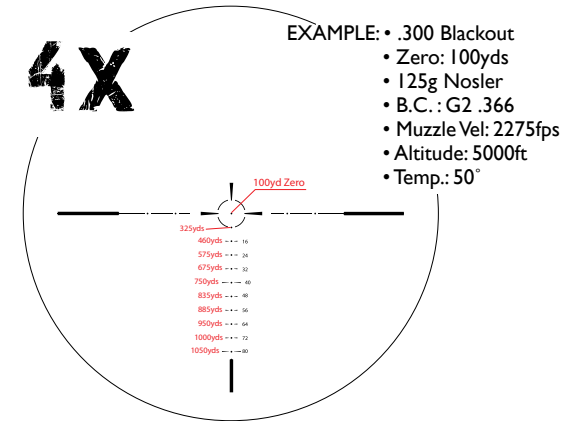 4X
EXAMPLE: • .300 Blackout
• Zero: 100yds
• 125g Nosler
• B.C. : G2 .366
• Muzzle Vel: 2275fps
• Altitude: 5000ft
• Temp.: 50°
100yd Zero
325yds
460yds 16
575yds 24
675yds 32
750yds 40
835yds 48
885yds 56
950yds 64
1000yds 72
1050yds 80